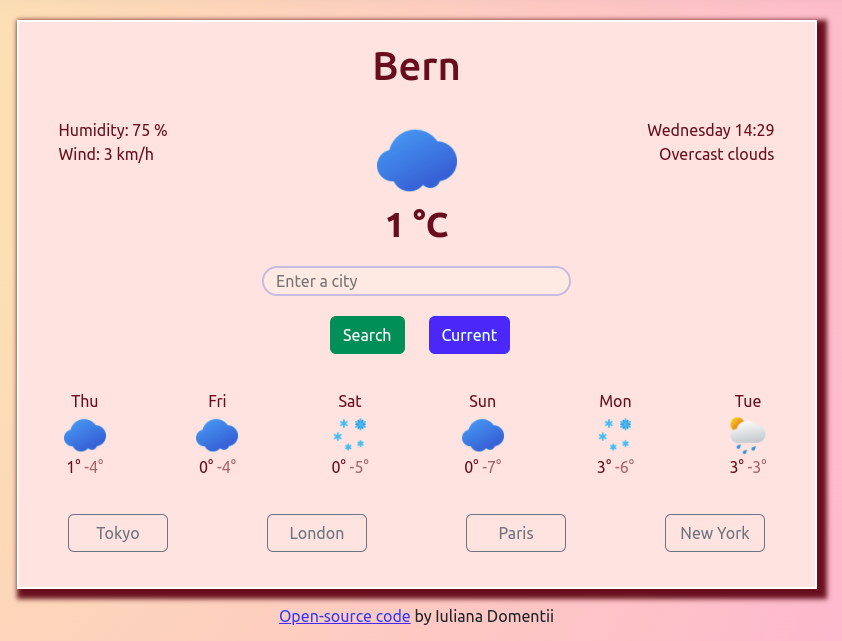 Bern
Humidity: 75 %
Wind: 3 km/h
Wednesday 14:29
Overcast clouds
1 °C
Enter a city
Search Current
Thu Fri Sat Sun Mon Tue
1° -4° 0° -4° 0° -5° 0° -7° 3° -6° 3° -3°
Tokyo London Paris New York
Open-source code by Iuliana Domentii